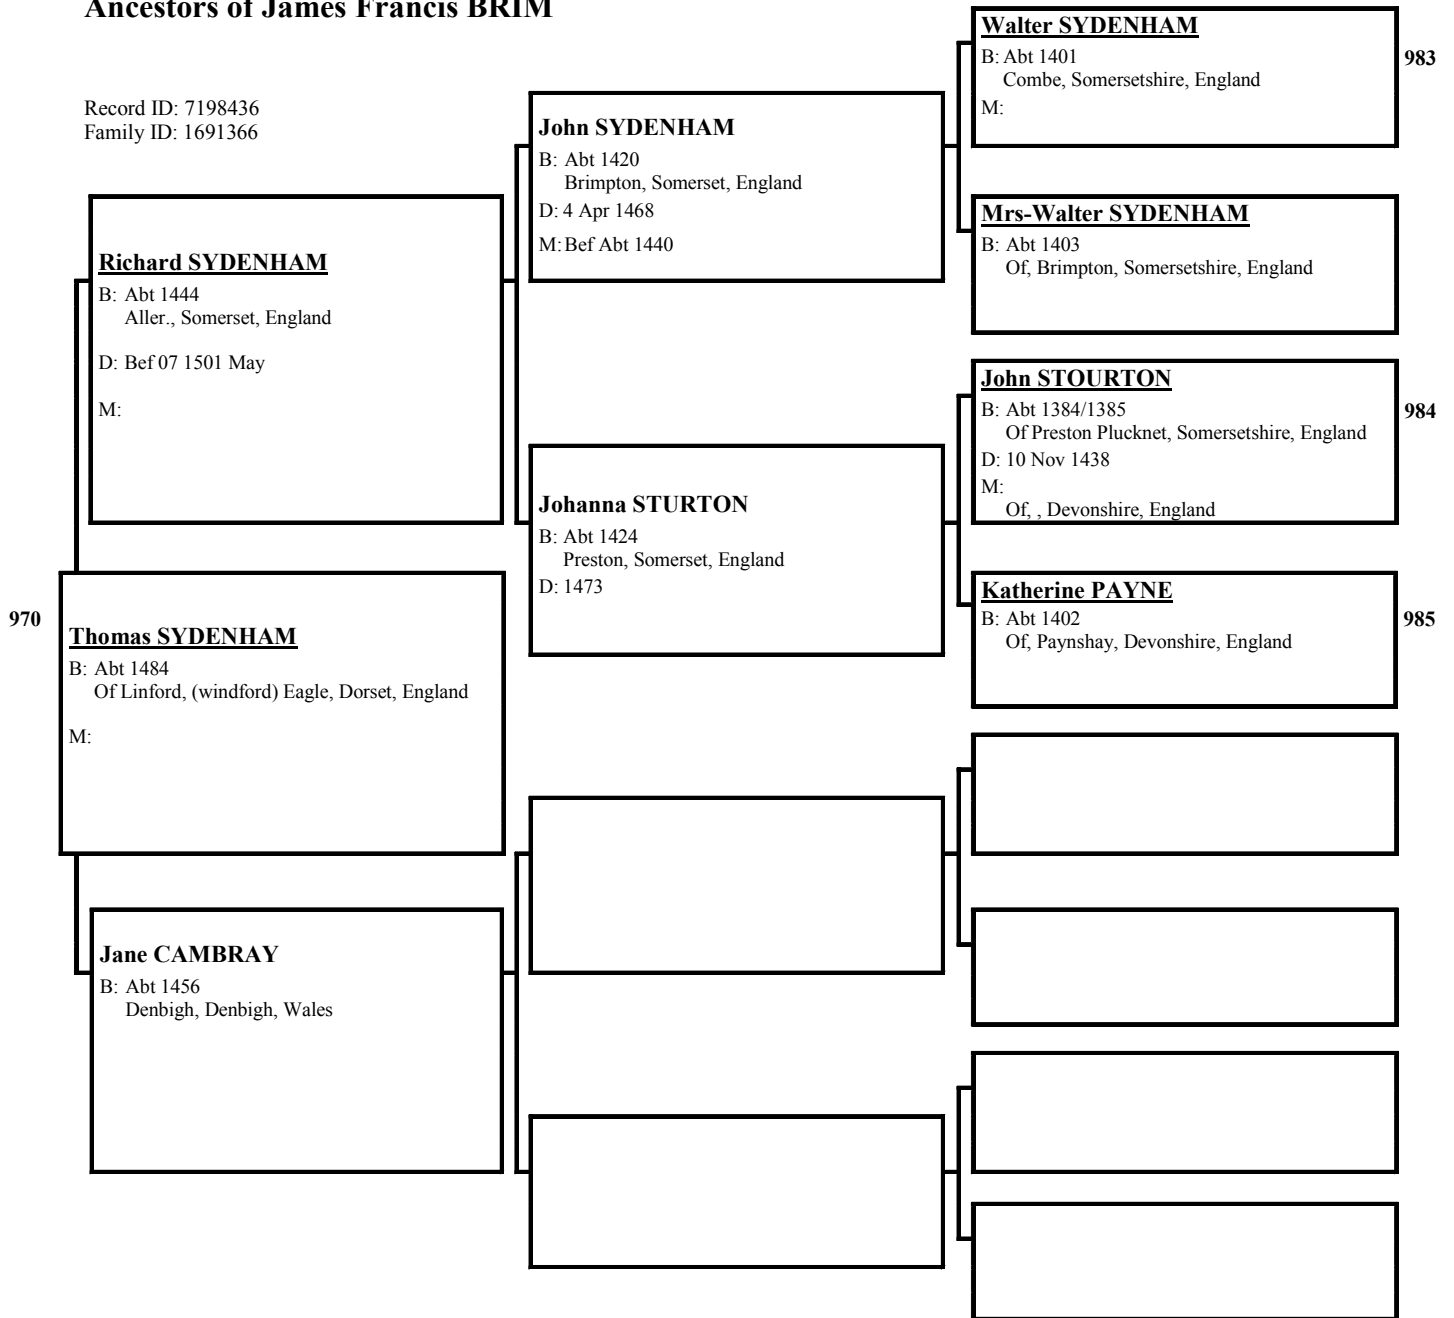 Ancestors of James Francis BRIM
Record ID: 7198436
Family ID: 1691366
970
Thomas SYDENHAM
B: Abt 1484
Of Linford, (windford) Eagle, Dorset, England
M:
Richard SYDENHAM
B: Abt 1444
Aller., Somerset, England
D: Bef 07 1501 May
M:
Jane CAMBRAY
B: Abt 1456
Denbigh, Denbigh, Wales
John SYDENHAM
B: Abt 1420
Brimpton, Somerset, England
D: 4 Apr 1468
M: Bef Abt 1440
Johanna STURTON
B: Abt 1424
Preston, Somerset, England
D: 1473
Walter SYDENHAM
B: Abt 1401
Combe, Somersetshire, England
M:
983
Mrs-Walter SYDENHAM
B: Abt 1403
Of, Brimpton, Somersetshire, England
John STOURTON
B: Abt 1384/1385
Of Preston Plucknet, Somersetshire, England
D: 10 Nov 1438
M:
Of, , Devonshire, England
984
Katherine PAYNE
B: Abt 1402
Of, Paynshay, Devonshire, England
985